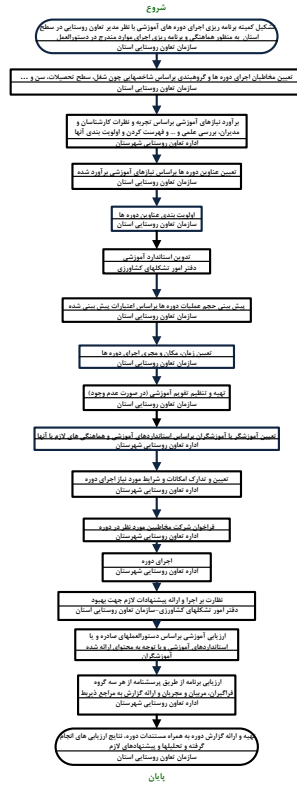 شروع
تشکیل کمیته برنامه ریزی اجرای دوره های آموزشی با نظر مدیر تعاون روستایی در سطح
استان به منظور هماهنگی و برنامه ریزی اجرای موارد مندرج در دستورالعمل
سازمان تعاون روستایی استان
تعیین مخاطبان اجرای دوره ها و گروهبندی براساس شاخصهایی چون شغل، سطح تحصیلات، سن و ...
سازمان تعاون روستایی استان
برآورد نیازهای آموزشی براساس تجربه و نظرات کارشناسان و
مدیران، بررسی علمی و ... و فهرست کردن و اولویت بندی آنها
اداره تعاون روستایی شهرستان
تعیین عناوین دوره ها براساس نیازهای آموزشی برآورد شده
سازمان تعاون روستایی استان
اولویت بندی عناوین دوره ها
سازمان تعاون روستایی استان
تدوین استاندارد آموزشی
دفتر امور تشکلهای کشاورزی
پیش بینی حجم عملیات دوره ها براساس اعتبارات پیش بینی شده
سازمان تعاون روستایی استان
تعیین زمان، مکان و مجری اجرای دوره ها
سازمان تعاون روستایی استان
تهیه و تنظیم تقویم آموزشی (در صورت عدم وجود)
سازمان تعاون روستایی استان
تعیین آموزشگر یا آموزشگران براساس استانداردهای آموزشی و هماهنگی های لازم با آنها
اداره تعاون روستایی شهرستان
تعیین و تدارک امکانات و شرایط مورد نیاز اجرای دوره
اداره تعاون روستایی شهرستان
فراخوان شرکت مخاطبین مورد نظر در دوره
اداره تعاون روستایی شهرستان
اجرای دوره
اداره تعاون روستایی شهرستان
نظارت بر اجرا و ارائه پیشنهادات لازم جهت بهبود
دفتر امور تشکلهای کشاورزی-سازمان تعاون روستایی استان
ارزیابی آموزشی براساس دستورالعملهای صادره و یا
استانداردهای آموزشی و با توجه به محتوای ارائه شده
آموزشگران
ارزیابی برنامه از طریق پرسشنامه از هر سه گروه
فراگیران، مربیان و مجریان و ارائه گزارش به مراجع ذیربط
اداره تعاون روستایی شهرستان
تهیه و ارائه گزارش دوره به همراه مستندات دوره، نتایج ارزیابی های انجام
گرفته و تحلیلها و پیشنهادهای لازم
سازمان تعاون روستایی استان
پایان